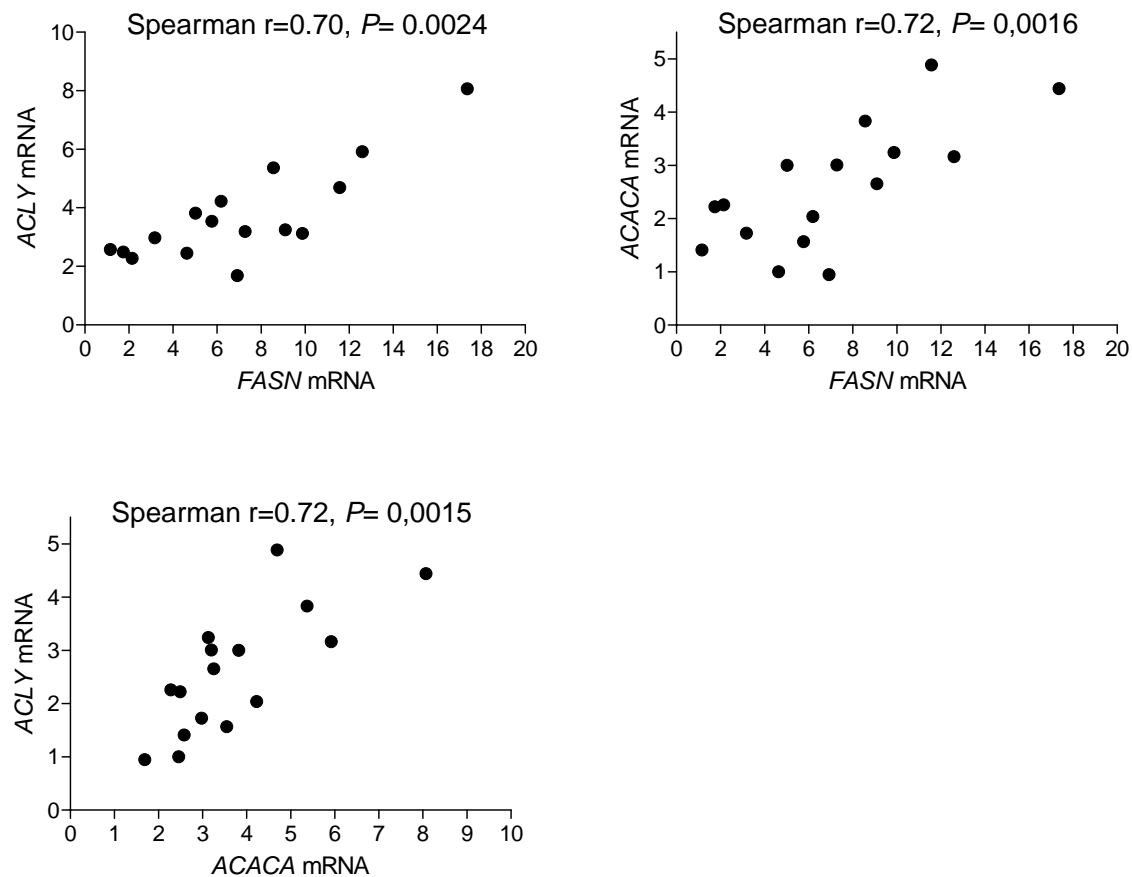 Spearman r=0.70, P= 0.0024
10
8
6
4
2
0
ACLY mRNA
0 2 4 6 8 10 12 14 16 18 20
FASN mRNA
Spearman r=0.72, P= 0,0016
5
4
3
2
1
0
ACACA mRNA
0 2 4 6 8 10 12 14 16 18 20
FASN mRNA
Spearman r=0.72, P= 0,0015
5
4
3
2
1
0
ACLY mRNA
0 1 2 3 4 5 6 7 8 9 10
ACACA mRNA